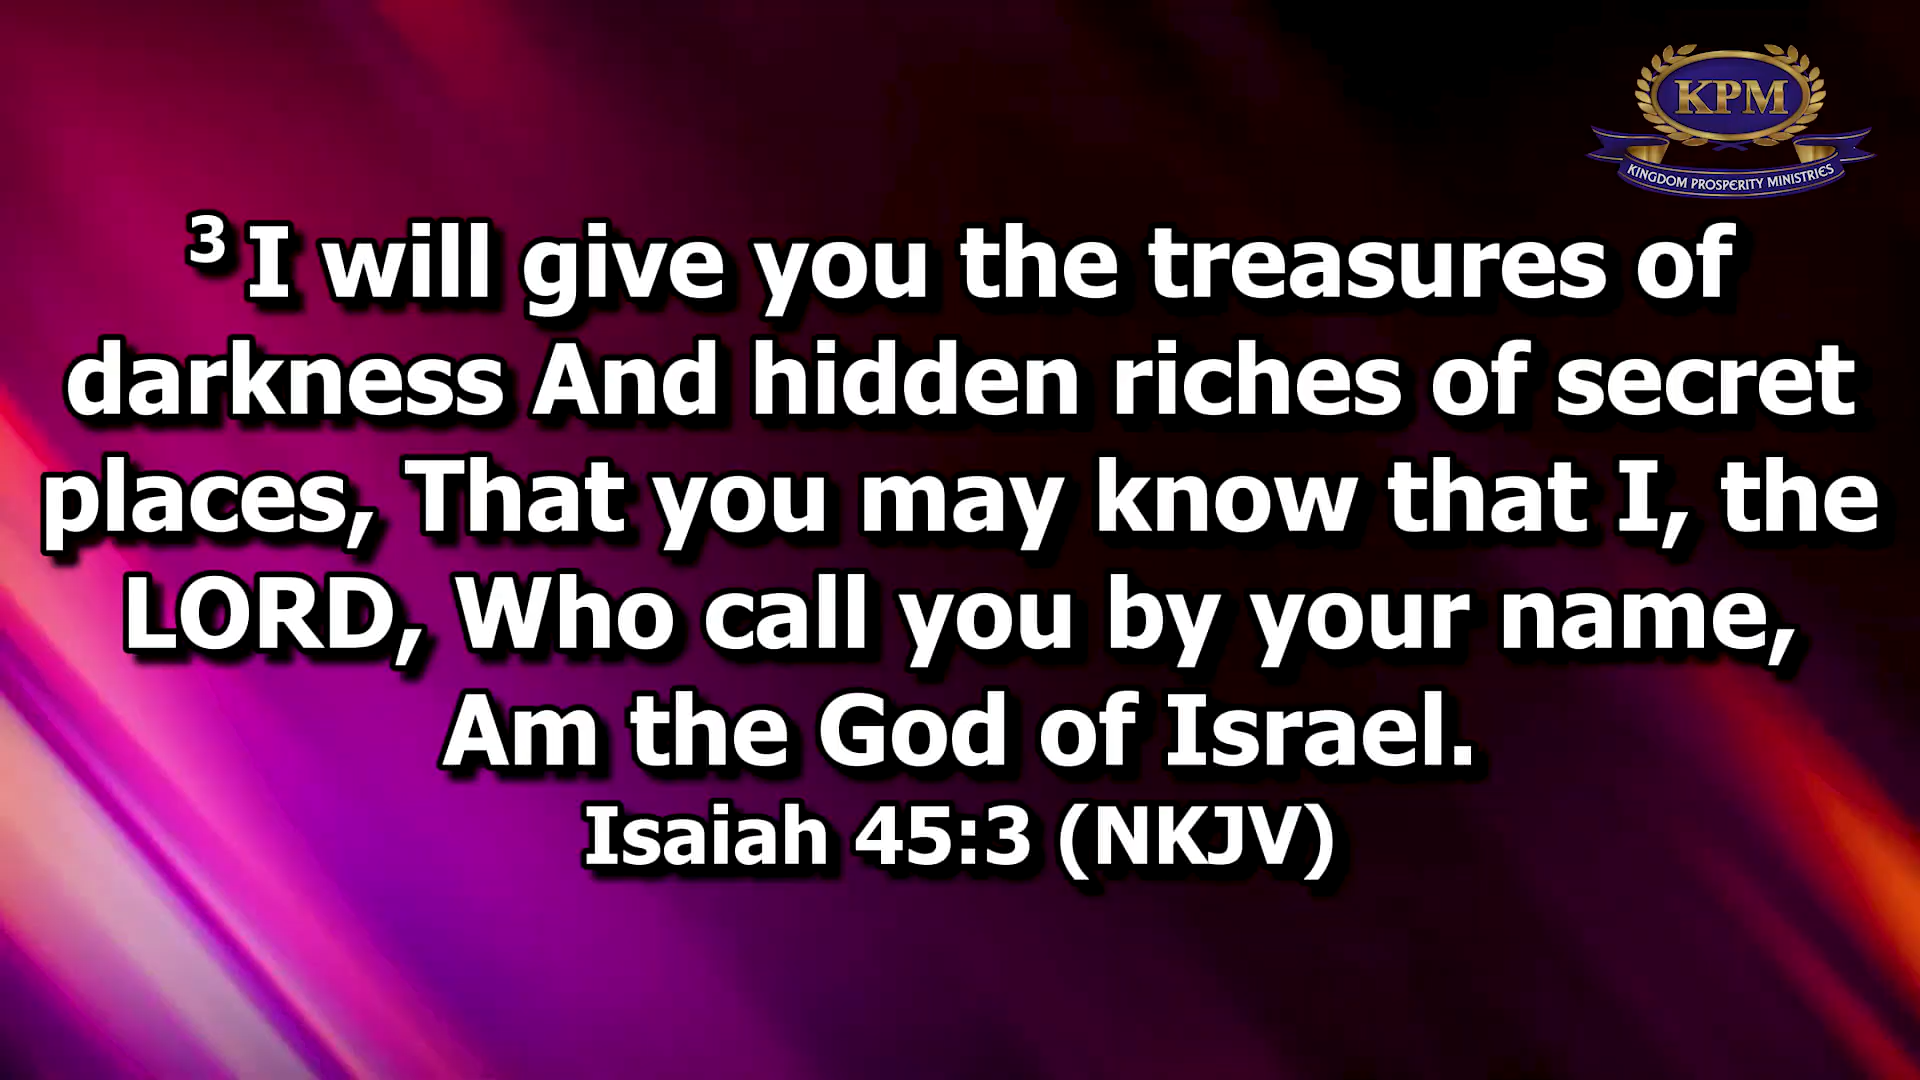 KPM
KINGDOM PROSPERITY MINISTRIES
3 I will give you the treasures of
darkness And hidden riches of secret
places, That you may know that I, the
LORD, Who call you by your name,
Am the God of Israel.
Isaiah 45:3 (NKJV)